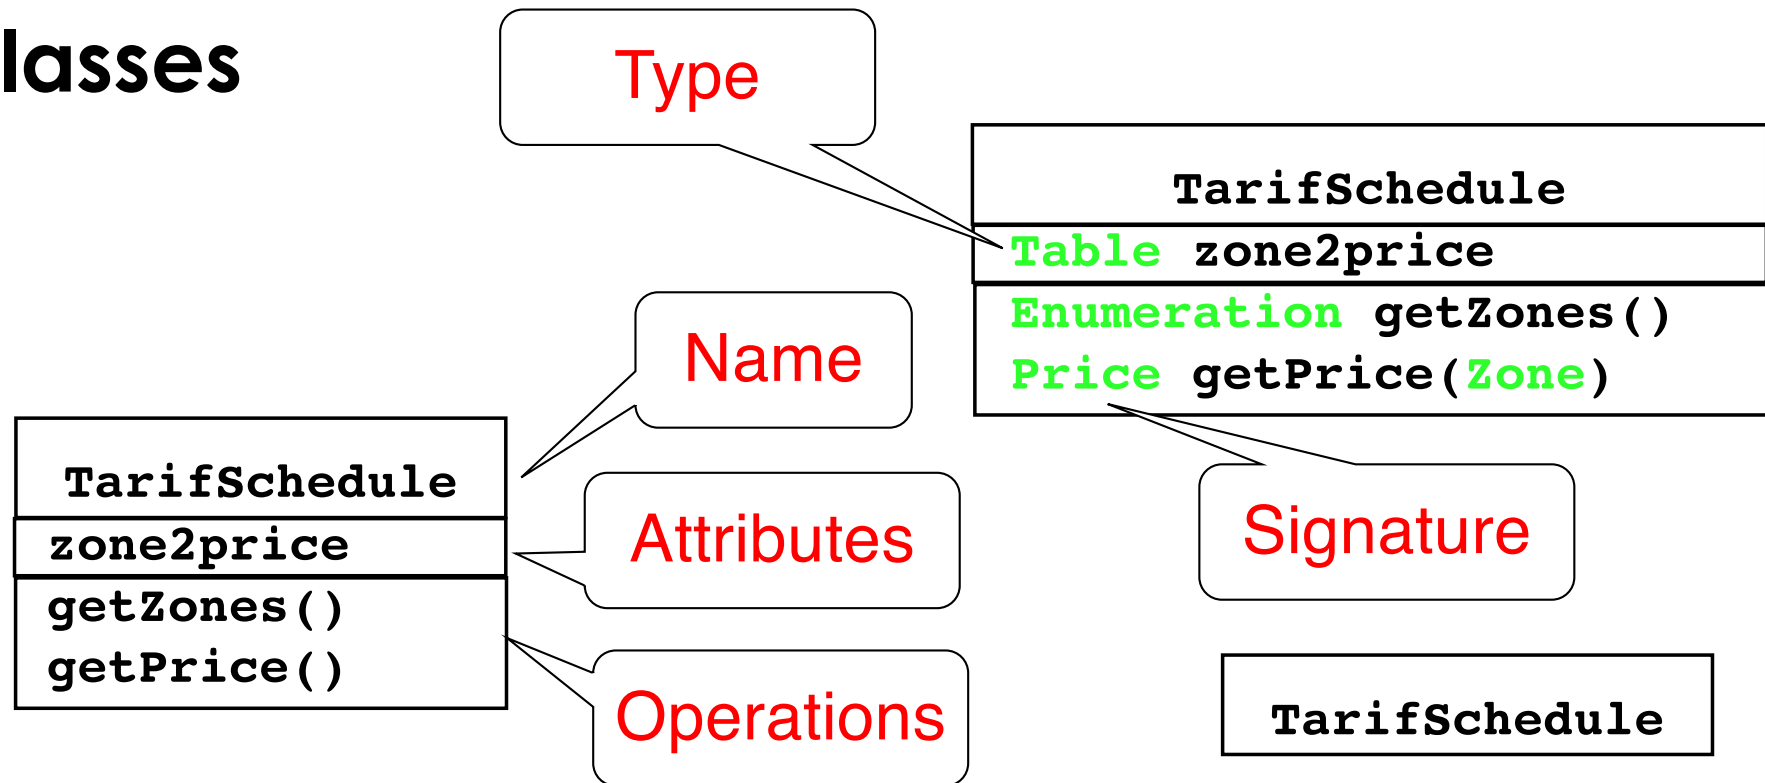 lasses
Type
TarifSchedule
Table zone2price
Enumeration getZones()
Price getPrice(Zone)
Name
TarifSchedule
zone2price
getZones()
getPrice()
Attributes
Operations
Signature
TarifSchedule